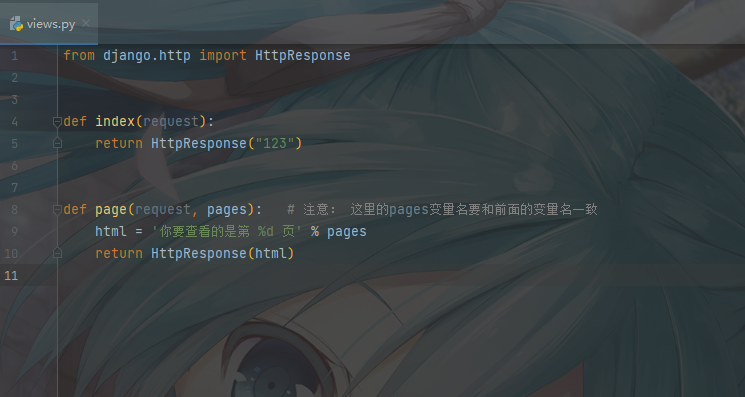 views.py
1 from django.http import HttpResponse
2
3
4 def index(request):
5     return HttpResponse("123")
6
7
8 def page(request, pages):   # 注意: 这里的pages变量名要和前面的变量名一致
9     html = '你要查看的是第 %d 页' % pages
10     return HttpResponse(html)
11